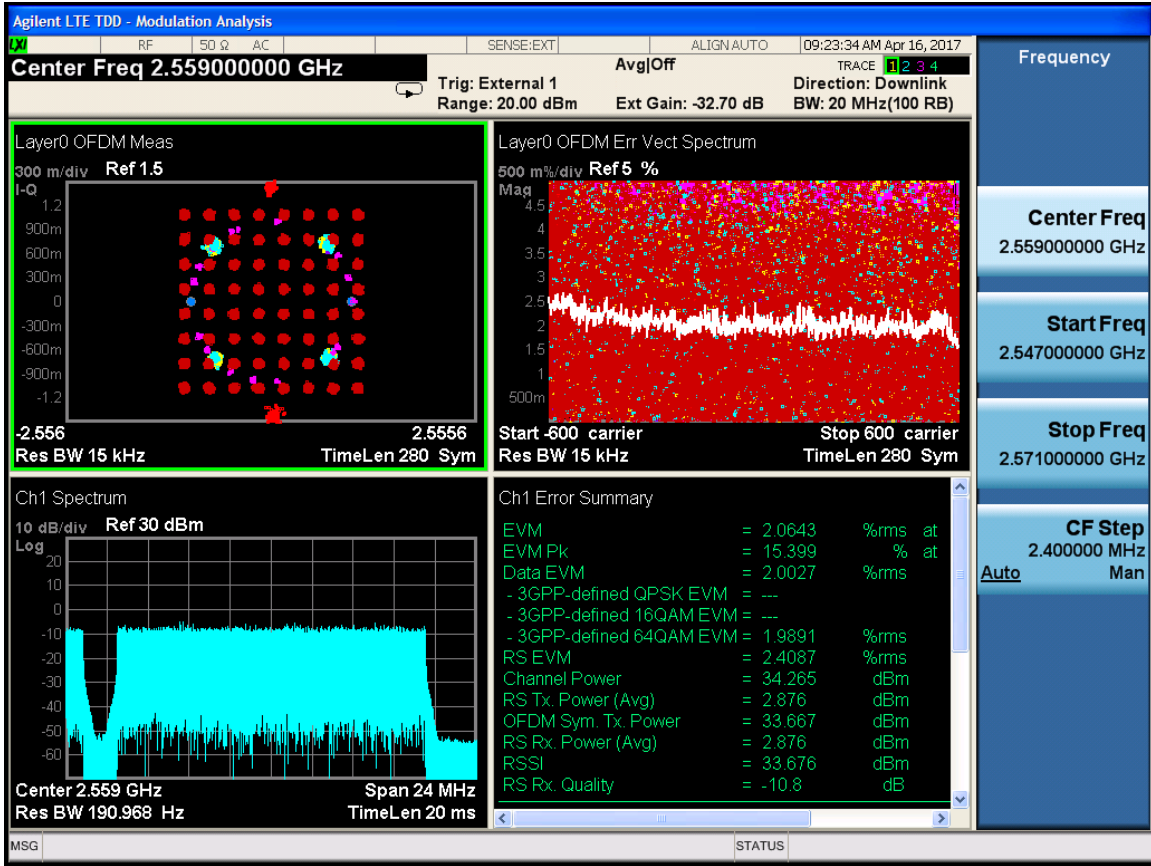 Agilent LTE TDD - Modulation Analysis
LXI RF 50 Ω AC SENSE:EXT ALIGN AUTO 09:23:34 AM Apr 16, 2017
Center Freq 2.559000000 GHz
Avg|Off
TRACE 1 2 3 4
Trig: External 1
Direction: Downlink
Range: 20.00 dBm Ext Gain: -32.70 dB BW: 20 MHz(100 RB)
Layer0 OFDM Meas
300 m/div Ref 1.5
I-Q
1.2
900m
600m
300m
0
-300m
-600m
-900m
-1.2
-2.556 2.5556
Res BW 15 kHz TimeLen 280 Sym
Layer0 OFDM Err Vect Spectrum
500 m%/div Ref 5 %
Mag
4.5
4
3.5
3
2.5
2
1.5
1
500m
Start -600 carrier Stop 600 carrier
Res BW 15 kHz TimeLen 280 Sym
Ch1 Spectrum
10 dB/div Ref 30 dBm
Log
20
10
0
-10
-20
-30
-40
-50
-60
Center 2.559 GHz Span 24 MHz
Res BW 190.968 Hz TimeLen 20 ms
Ch1 Error Summary
EVM = 2.0643 %rms at
EVM Pk = 15.399 % at
Data EVM = 2.0027 %rms
- 3GPP-defined QPSK EVM = ---
- 3GPP-defined 16QAM EVM = ---
- 3GPP-defined 64QAM EVM = 1.9891 %rms
RS EVM = 2.4087 %rms
Channel Power = 34.265 dBm
RS Tx. Power (Avg) = 2.876 dBm
OFDM Sym. Tx. Power = 33.667 dBm
RS Rx. Power (Avg) = 2.876 dBm
RSSI = 33.676 dBm
RS Rx. Quality = -10.8 dB
Frequency
Center Freq
2.559000000 GHz
Start Freq
2.547000000 GHz
Stop Freq
2.571000000 GHz
CF Step
2.400000 MHz
Auto Man
MSG STATUS